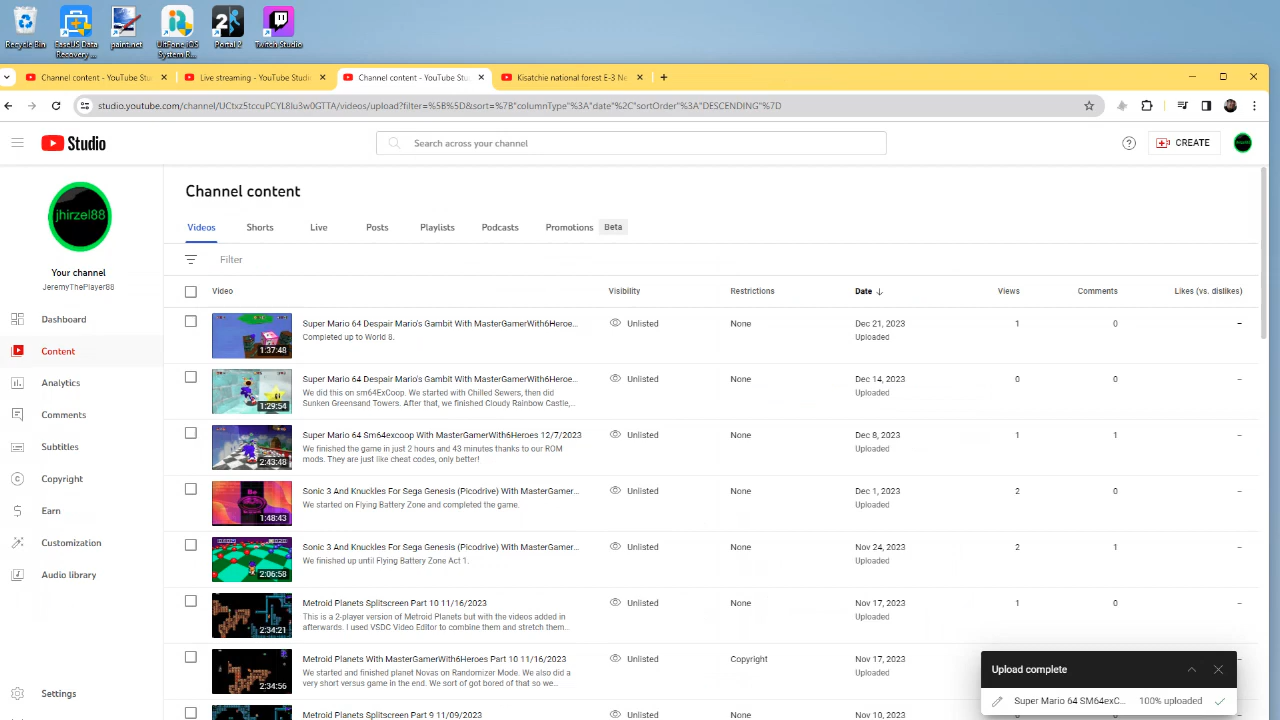 Recycle Bin
EaseUS Data Recovery ...
paint.net
UltFone iOS System R...
Portal 2
Twitch Studio
Channel content - YouTube Stu
Live streaming - YouTube Studio
Channel content - YouTube Stu
Kisatchie national forest E-3 Ne
studio.youtube.com/channel/UCtxz5tccuPCYL8Iu3w0GTTA/videos/upload?filter=%5B%5D&sort=%7B"columnType"%3A"date"%2C"sortOrder"%3A"DESCENDING"%7D
Studio
Search across your channel
CREATE
jhirzel88
Your channel
JeremyThePlayer88
Dashboard
Content
Analytics
Comments
Subtitles
Copyright
Earn
Customization
Audio library
Settings
Channel content
Videos Shorts Live Posts Playlists Podcasts Promotions Beta
Filter
Video Visibility Restrictions Date Views Comments Likes (vs. dislikes)
Super Mario 64 Despair Mario's Gambit With MasterGamerWith6Heroe... Unlisted None Dec 21, 2023 1 0 –
Completed up to World 8. Uploaded
1:37:48
Super Mario 64 Despair Mario's Gambit With MasterGamerWith6Heroe... Unlisted None Dec 14, 2023 0 0 –
We did this on sm64ExCoop. We started with Chilled Sewers, then did Uploaded
Sunken Greensand Towers. After that, we finished Cloudy Rainbow Castle,...
1:29:54
Super Mario 64 Sm64excoop With MasterGamerWith6Heroes 12/7/2023 Unlisted None Dec 8, 2023 1 1 –
We finished the game in just 2 hours and 43 minutes thanks to our ROM Uploaded
mods. They are just like cheat codes, only better!
2:43:48
Sonic 3 And Knuckles For Sega Genesis (Picodrive) With MasterGamer... Unlisted None Dec 1, 2023 2 0 –
We started on Flying Battery Zone and completed the game. Uploaded
1:48:43
Sonic 3 And Knuckles For Sega Genesis (Picodrive) With MasterGamer... Unlisted None Nov 24, 2023 2 1 –
We finished up until Flying Battery Zone Act 1. Uploaded
2:06:58
Metroid Planets Splitscreen Part 10 11/16/2023 Unlisted None Nov 17, 2023 1 0 –
This is a 2-player version of Metroid Planets but with the videos added in Uploaded
afterwards. I used VSDC Video Editor to combine them and stretch them...
2:34:21
Metroid Planets With MasterGamerWith6Heroes Part 10 11/16/2023 Unlisted Copyright Nov 17, 2023
We started and finished planet Novas on Randomizer Mode. We also did a Uploaded
very short versus game in the end. We sort of got bored of that so we...
2:34:56
Metroid Planets With MasterGamerWith6Heroes Part Unlisted None Nov 10, 2023
Upload complete
Super Mario 64 SM64exC... 100% uploaded